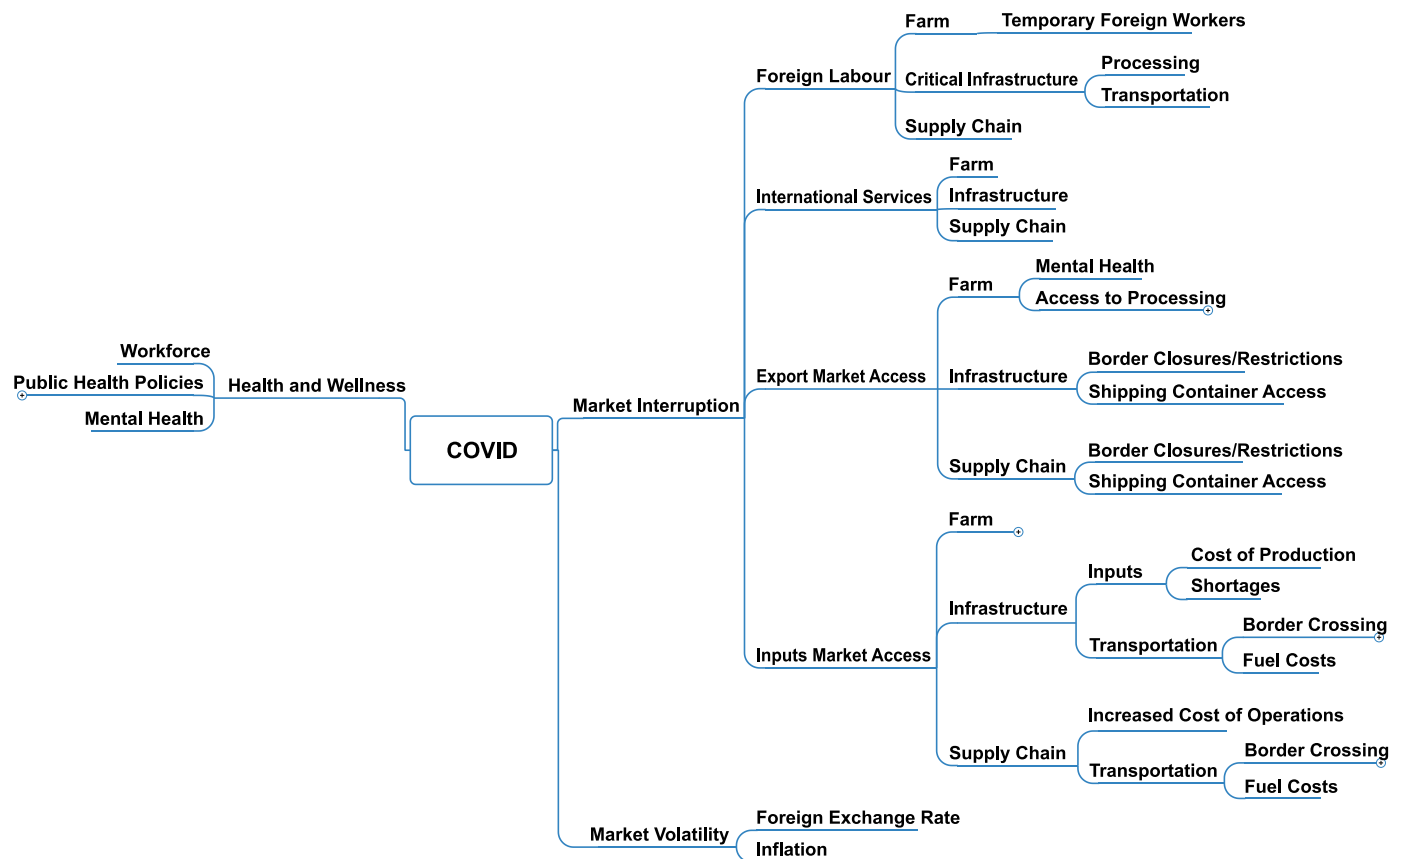 Farm
Temporary Foreign Workers
Foreign Labour
Critical Infrastructure
Processing
Transportation
Supply Chain
International Services
Farm
Infrastructure
Supply Chain
Export Market Access
Farm
Mental Health
Access to Processing
Infrastructure
Border Closures/Restrictions
Shipping Container Access
Supply Chain
Border Closures/Restrictions
Shipping Container Access
Workforce
Public Health Policies
Mental Health
Health and Wellness
COVID
Market Interruption
Inputs Market Access
Farm
Infrastructure
Inputs
Cost of Production
Shortages
Transportation
Border Crossing
Fuel Costs
Supply Chain
Increased Cost of Operations
Transportation
Border Crossing
Fuel Costs
Market Volatility
Foreign Exchange Rate
Inflation